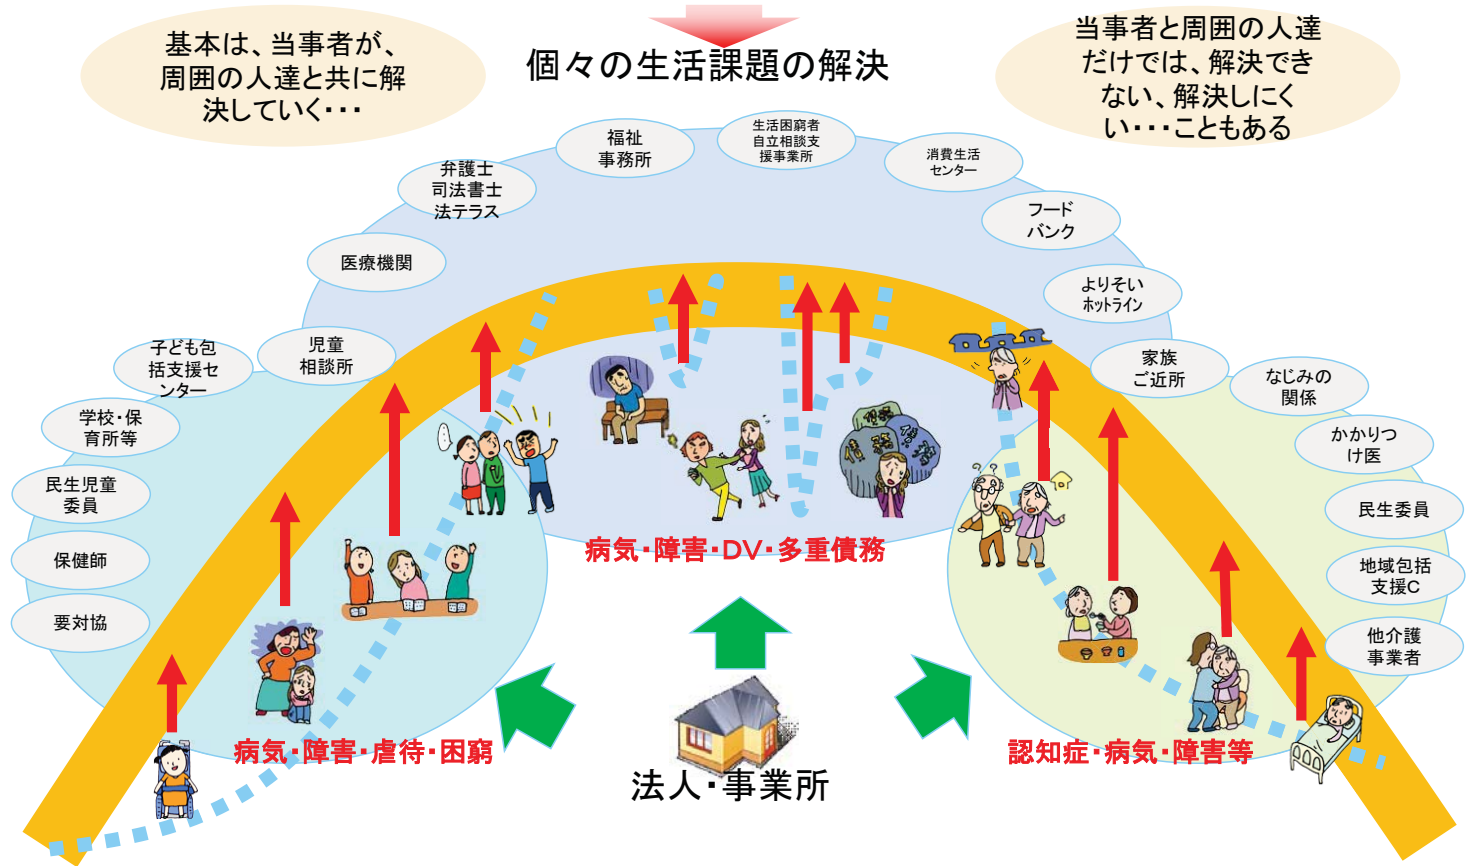 基本は、当事者が、
周囲の人達と共に解
決していく・・・
個々の生活課題の解決
当事者と周囲の人達
だけでは、解決でき
ない、解決しにく
い・・・こともある
福祉
事務所
生活困窮者
自立相談支
援事業所
消費生活
センター
弁護士
司法書士
法テラス
フード
バンク
医療機関
よりそい
ホットライン
児童
相談所
子ども包
括支援セ
ンター
家族
ご近所
なじみの
関係
学校・保
育所等
かかりつ
け医
民生児童
委員
民生委員
保健師
地域包括
支援C
要対協
他介護
事業者
病気・障害・DV・多重債務
病気・障害・虐待・困窮
認知症・病気・障害等
法人・事業所